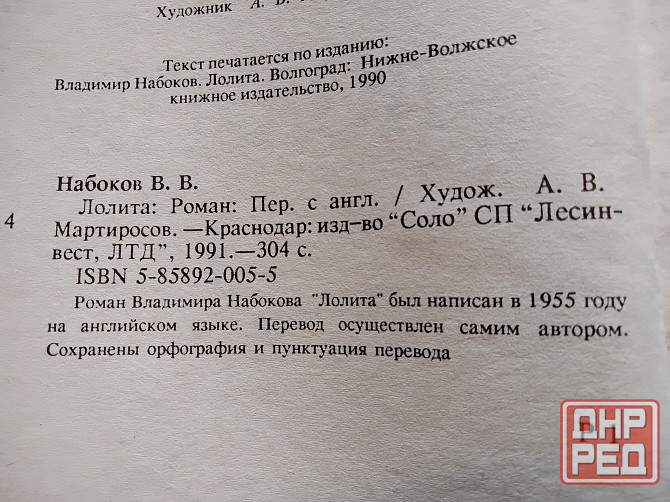 Художник А. В.
Текст печатается по изданию:
Владимир Набоков. Лолита. Волгоград: Нижне-Волжское
книжное издательство, 1990
Набоков В. В.
4
Лолита: Роман: Пер. с англ. / Худож. А. В.
Мартиросов. —Краснодар: изд-во “Соло” СП “Лесин-
вест, ЛТД”, 1991.—304 с.
ISBN 5-85892-005-5
Роман Владимира Набокова "Лолита" был написан в 1955 году
на английском языке. Перевод осуществлен самим автором.
Сохранены орфография и пунктуация перевода
Р 1
ДНР
РЕД